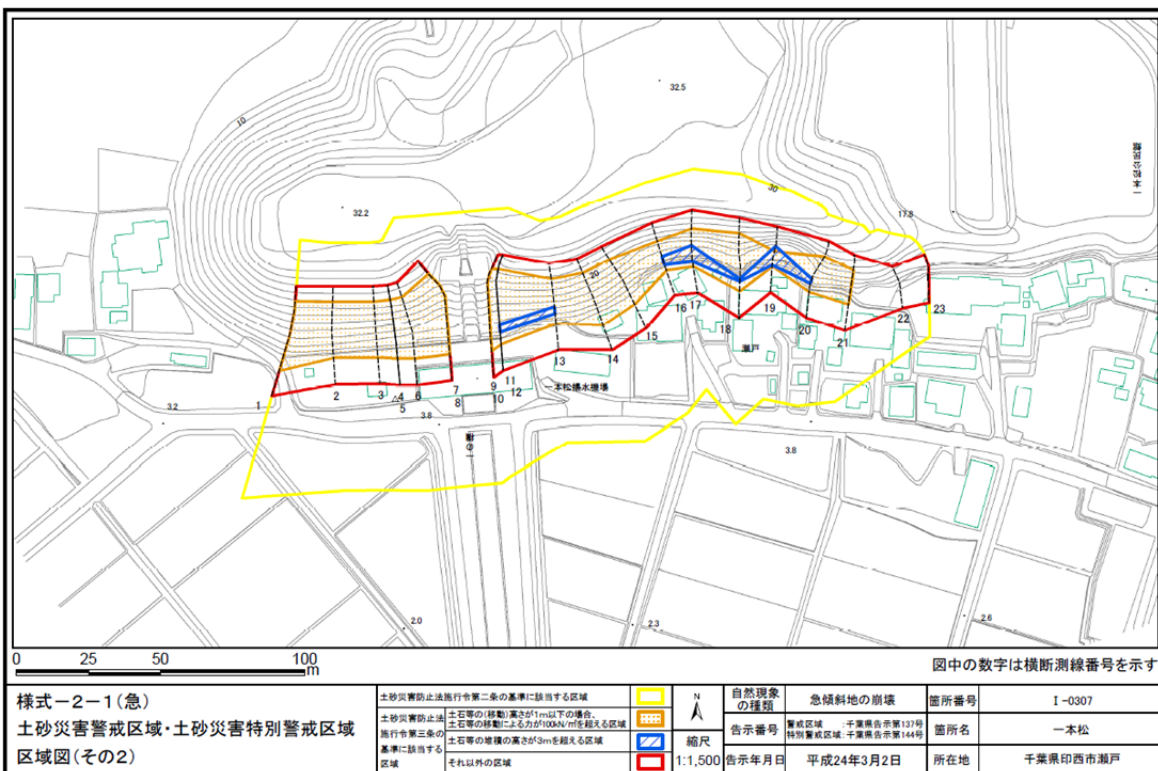 32.5
10
一本松公民館
30
32.2
17.8
20
23
22
16 17
19
18
20
21
15
瀬戸
14
13
11
9
12
10
一本松揚水機場
7
8
6
3 4
5
2
1
3.2
3.8
一の橋
3.8
2.0
2.3
2.6
0 25 50 100
m
図中の数字は横断測線番号を示す
様式－2－1(急)
土砂災害警戒区域・土砂災害特別警戒区域
区域図(その2)
土砂災害防止法施行令第二条の基準に該当する区域
土砂災害防止法
施行令第三条の
基準に該当する
区域
土石等の(移動)高さが1m以下の場合、
土石等の移動による力が100kN/㎡を超える区域
土石等の堆積の高さが3mを超える区域
それ以外の区域
N
縮尺
1:1,500
自然現象
の種類
急傾斜地の崩壊
箇所番号
Ⅰ-0307
告示番号
警戒区域 :千葉県告示第137号
特別警戒区域:千葉県告示第144号
箇所名
一本松
告示年月日
平成24年3月2日
所在地
千葉県印西市瀬戸